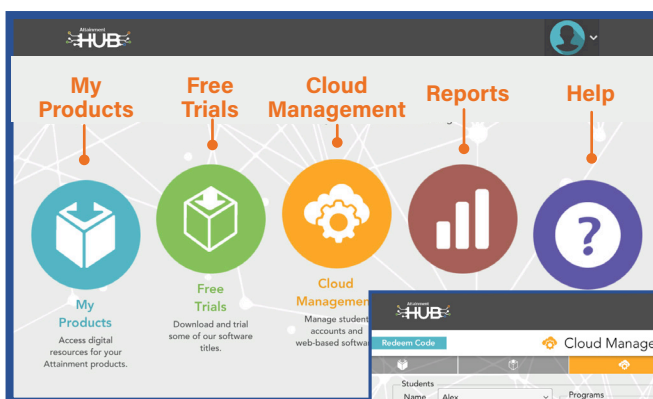 Attainment
HUB
My
Products
Free
Trials
Cloud
Management
Reports
Help
?
My
Products
Access digital
resources for your
Attainment products.
Free
Trials
Download and trial
some of our software
titles.
Cloud
Managemen
Manage student
accounts and
web-based softwa
Attainment
HUB
Redeem Code
Cloud Manage
Students
Name
Alex
Programs